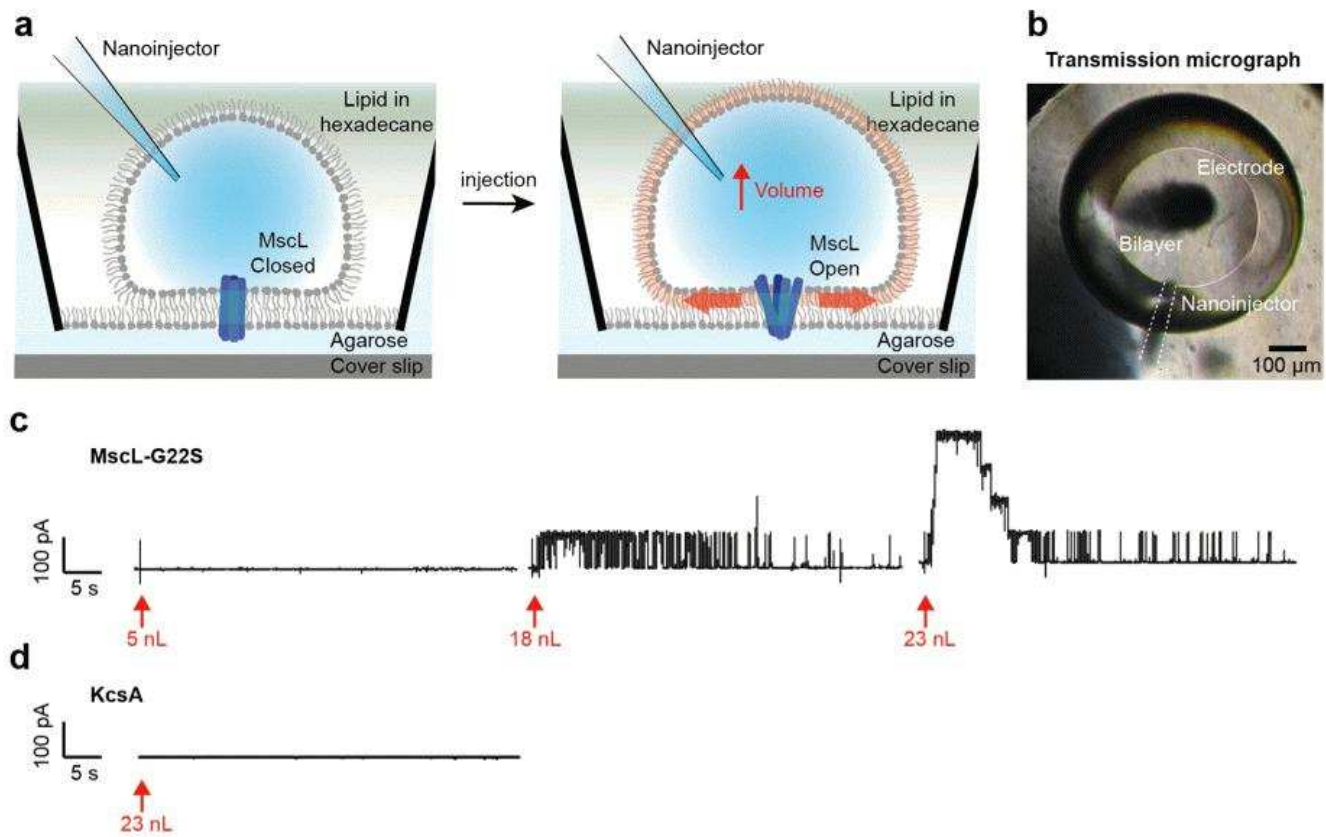 a
Nanoinjector
Lipid in
hexadecane
MscL
Closed
Agarose
Cover slip
injection
Nanoinjector
Lipid in
hexadecane
Volume
MscL
Open
Agarose
Cover slip
b
Transmission micrograph
Electrode
Bilayer
Nanoinjector
100 µm
c
MscL-G22S
100 pA
5 s
5 nL
18 nL
23 nL
d
KcsA
100 pA
5 s
23 nL